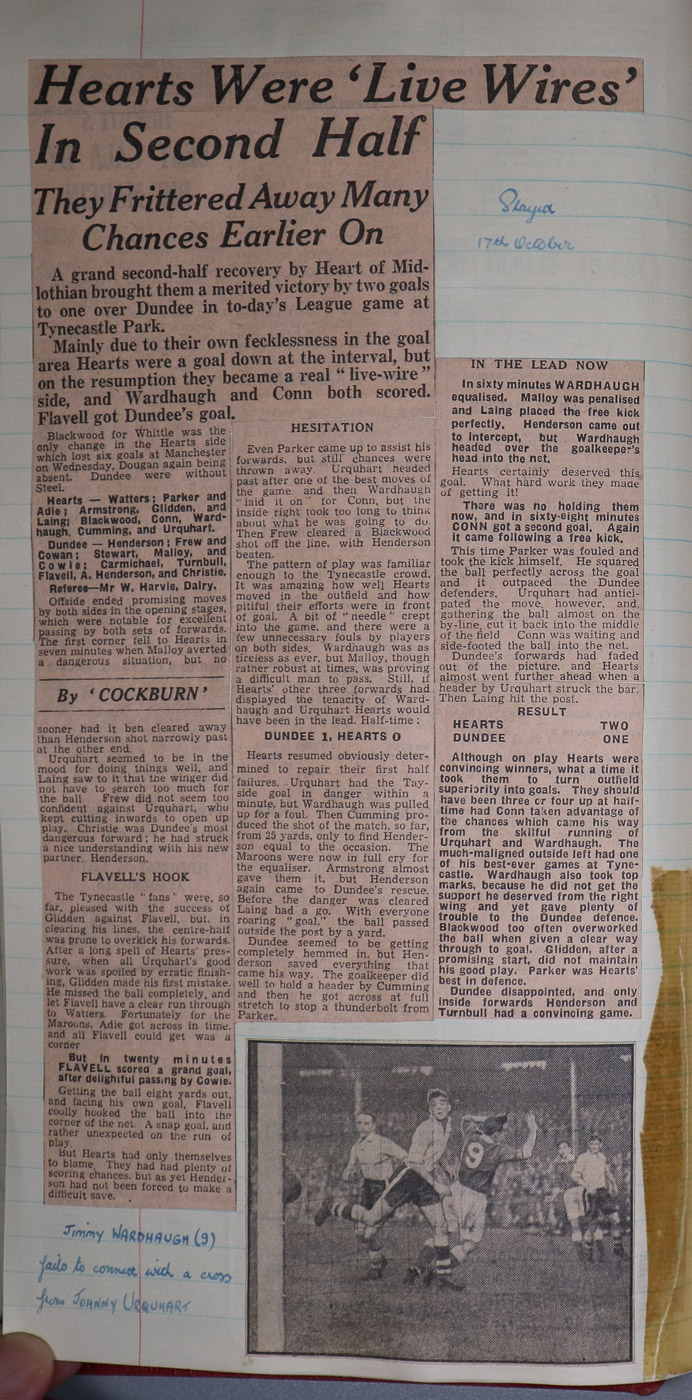 Hearts Were 'Live Wires'
In Second Half
They Frittered Away Many
Chances Earlier On
Played
17th October
A grand second-half recovery by Heart of Mid-
lothian brought them a merited victory by two goals
to one over Dundee in to-day's League game at
Tynecastle Park.
Mainly due to their own fecklessness in the goal
area Hearts were a goal down at the interval, but
on the resumption they became a real "live-wire"
side, and Wardhaugh and Conn both scored.
Flavell got Dundee's goal.
Blackwood for Whittle was the
only change in the Hearts side
which lost six goals at Manchester
on Wednesday, Dougan again being
absent. Dundee were without
Steel.
Hearts — Watters; Parker and
Adie; Armstrong, Glidden, and
Laing; Blackwood, Conn, Ward-
haugh, Cumming, and Urquhart.
Dundee — Henderson; Frew and
Cowan; Stewart, Malloy, and
Cowie; Carmichael, Turnbull,
Flavell, A. Henderson, and Christie.
Referee—Mr W. Harvie, Dalry.
Offside ended promising moves
by both sides in the opening stages,
which were notable for excellent
passing by both sets of forwards.
The first corner fell to Hearts in
seven minutes when Malloy averted
a dangerous situation, but no
By 'COCKBURN'
sooner had it ben cleared away
than Henderson shot narrowly past
at the other end.
Urquhart seemed to be in the
mood for doing things well, and
Laing saw to it that the winger did
not have to search too much for
the ball. Frew did not seem too
confident against Urquhart, who
kept cutting inwards to open up
play. Christie was Dundee's most
dangerous forward; he had struck
a nice understanding with his new
partner, Henderson.
FLAVELL'S HOOK
The Tynecastle "fans" were, so
far, pleased with the success of
Glidden against Flavell, but, in
clearing his lines, the centre-half
was prone to overkick his forwards.
After a long spell of Hearts' pres-
sure, when all Urquhart's good
work was spoiled by erratic finish-
ing, Glidden made his first mistake.
He missed the ball completely, and
let Flavell have a clear run through
to Watters. Fortunately for the
Maroons, Adie got across in time,
and all Flavell could get was a
corner
But in twenty minutes
FLAVELL scored a grand goal,
after delightful passing by Cowie.
Getting the ball eight yards out,
and facing his own goal, Flavell
coolly hooked the ball into the
corner of the net. A snap goal, and
rather unexpected on the run of
play.
But Hearts had only themselves
to blame. They had had plenty of
scoring chances, but as yet Hender-
son had not been forced to make a
difficult save.
HESITATION
Even Parker came up to assist his
forwards, but still chances were
thrown away. Urquhart headed
past after one of the best moves of
the game, and then Wardhaugh
"laid it on" for Conn, but the
inside right took too long to think
about what he was going to do.
Then Frew cleared a Blackwood
shot off the line, with Henderson
beaten.
The pattern of play was familiar
enough to the Tynecastle crowd.
It was amazing how well Hearts
moved in the outfield and how
pitiful their efforts were in front
of goal. A bit of "needle" crept
into the game, and there were a
few unnecessary fouls by players
on both sides. Wardhaugh was as
tireless as ever, but Malloy, though
rather robust at times, was proving
a difficult man to pass. Still, if
Hearts' other three forwards had
displayed the tenacity of Ward-
haugh and Urquhart Hearts would
have been in the lead. Half-time:
DUNDEE 1, HEARTS 0
Hearts resumed obviously deter-
mined to repair their first half
failures. Urquhart had the Tay-
side goal in danger within a
minute, but Wardhaugh was pulled
up for a foul. Then Cumming pro-
duced the shot of the match, so far,
from 25 yards, only to find Hender-
son equal to the occasion. The
Maroons were now in full cry for
the equaliser. Armstrong almost
gave them it, but Henderson
again came to Dundee's rescue.
Before the danger was cleared
Laing had a go. With everyone
roaring "goal," the ball passed
outside the post by a yard.
Dundee seemed to be getting
completely hemmed in, but Hen-
derson saved everything that
came his way. The goalkeeper did
well to hold a header by Cumming
and then he got across at full
stretch to stop a thunderbolt from
Parker.
IN THE LEAD NOW
In sixty minutes WARDHAUGH
equalised. Malloy was penalised
and Laing placed the free kick
perfectly. Henderson came out
to intercept, but Wardhaugh
headed over the goalkeeper's
head into the net.
Hearts certainly deserved this
goal. What hard work they made
of getting it!
There was no holding them
now, and in sixty-eight minutes
CONN got a second goal. Again
it came following a free kick.
This time Parker was fouled and
took the kick himself. He squared
the ball perfectly across the goal
and it outpaced the Dundee
defenders. Urquhart had antici-
pated the move, however, and,
gathering the ball almost on the
by-line, cut it back into the middle
of the field. Conn was waiting and
side-footed the ball into the net.
Dundee's forwards had faded
out of the picture, and Hearts
almost went further ahead when a
header by Urquhart struck the bar.
Then Laing hit the post.
RESULT
HEARTS TWO
DUNDEE ONE
Although on play Hearts were
convincing winners, what a time it
took them to turn outfield
superiority into goals. They should
have been three or four up at half-
time had Conn taken advantage of
the chances which came his way
from the skilful running of
Urquhart and Wardhaugh. The
much-maligned outside left had one
of his best-ever games at Tyne-
castle. Wardhaugh also took top
marks, because he did not get the
support he deserved from the right
wing and yet gave plenty of
trouble to the Dundee defence.
Blackwood too often overworked
the ball when given a clear way
through to goal. Glidden, after a
promising start, did not maintain
his good play. Parker was Hearts'
best in defence.
Dundee disappointed, and only
inside forwards Henderson and
Turnbull had a convincing game.
9
Jimmy WARDHAUGH (9)
fails to connect with a cross
from JOHNNY URQUHART